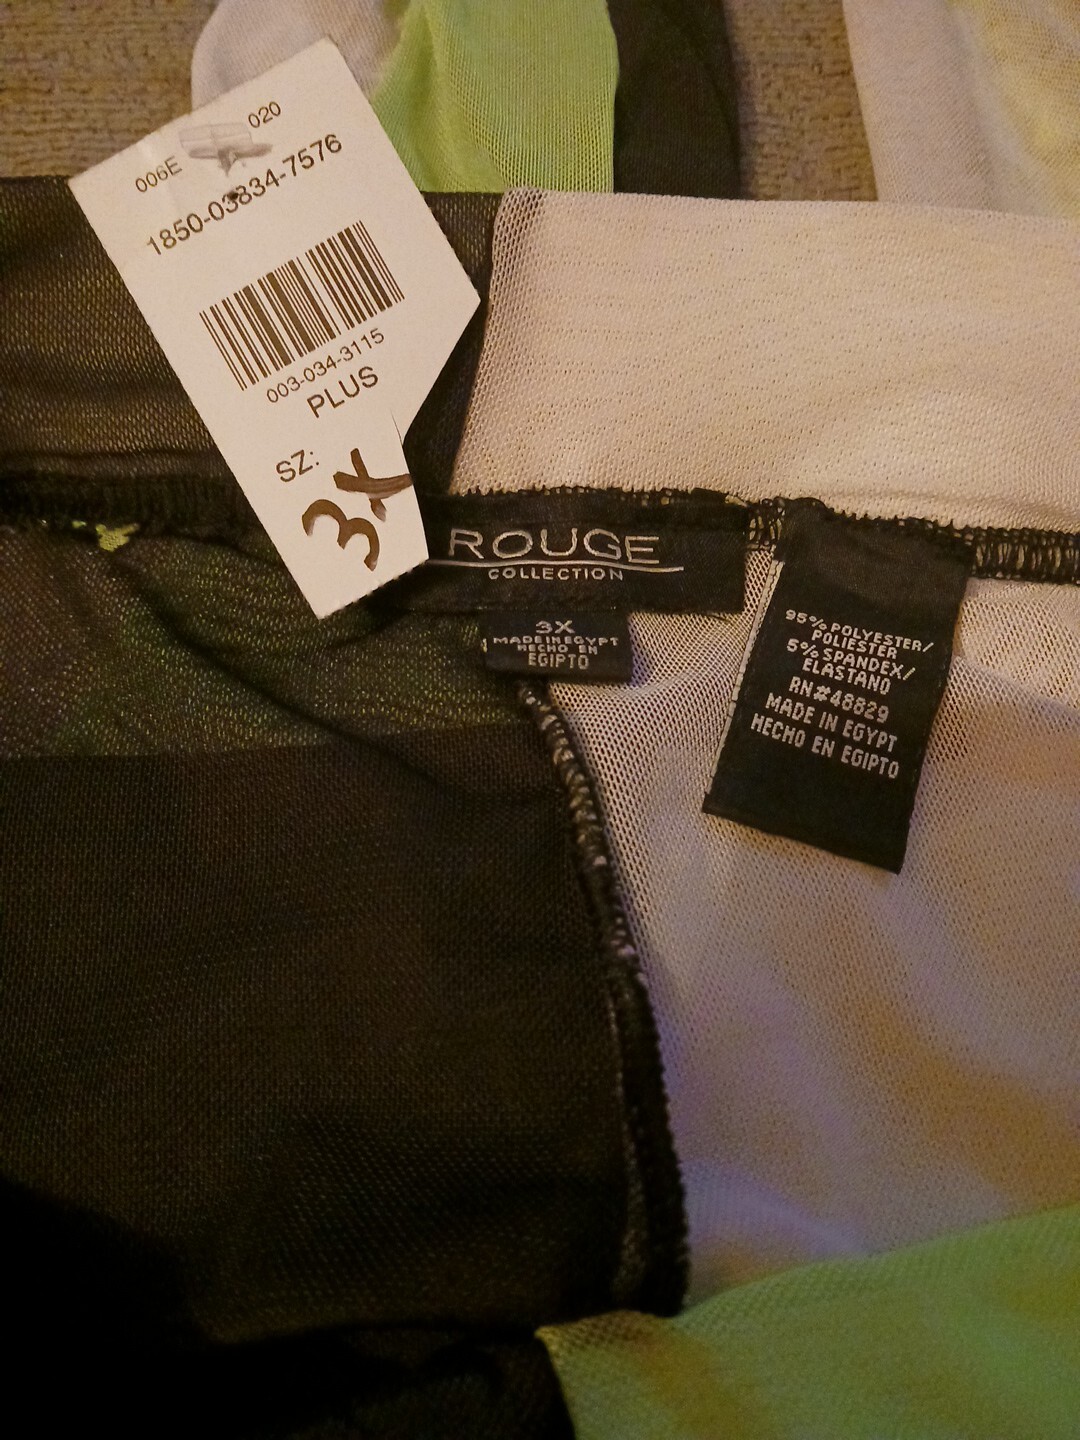 006E 020
1850-03834-7576
003-034-3115
PLUS
SZ:
3X
ROUGE
COLLECTION
3X
MADE IN EGYPT
HECHO EN
EGIPTO
95% POLYESTER/
POLIESTER
5% SPANDEX/
ELASTANO
RN#48829
MADE IN EGYPT
HECHO EN EGIPTO